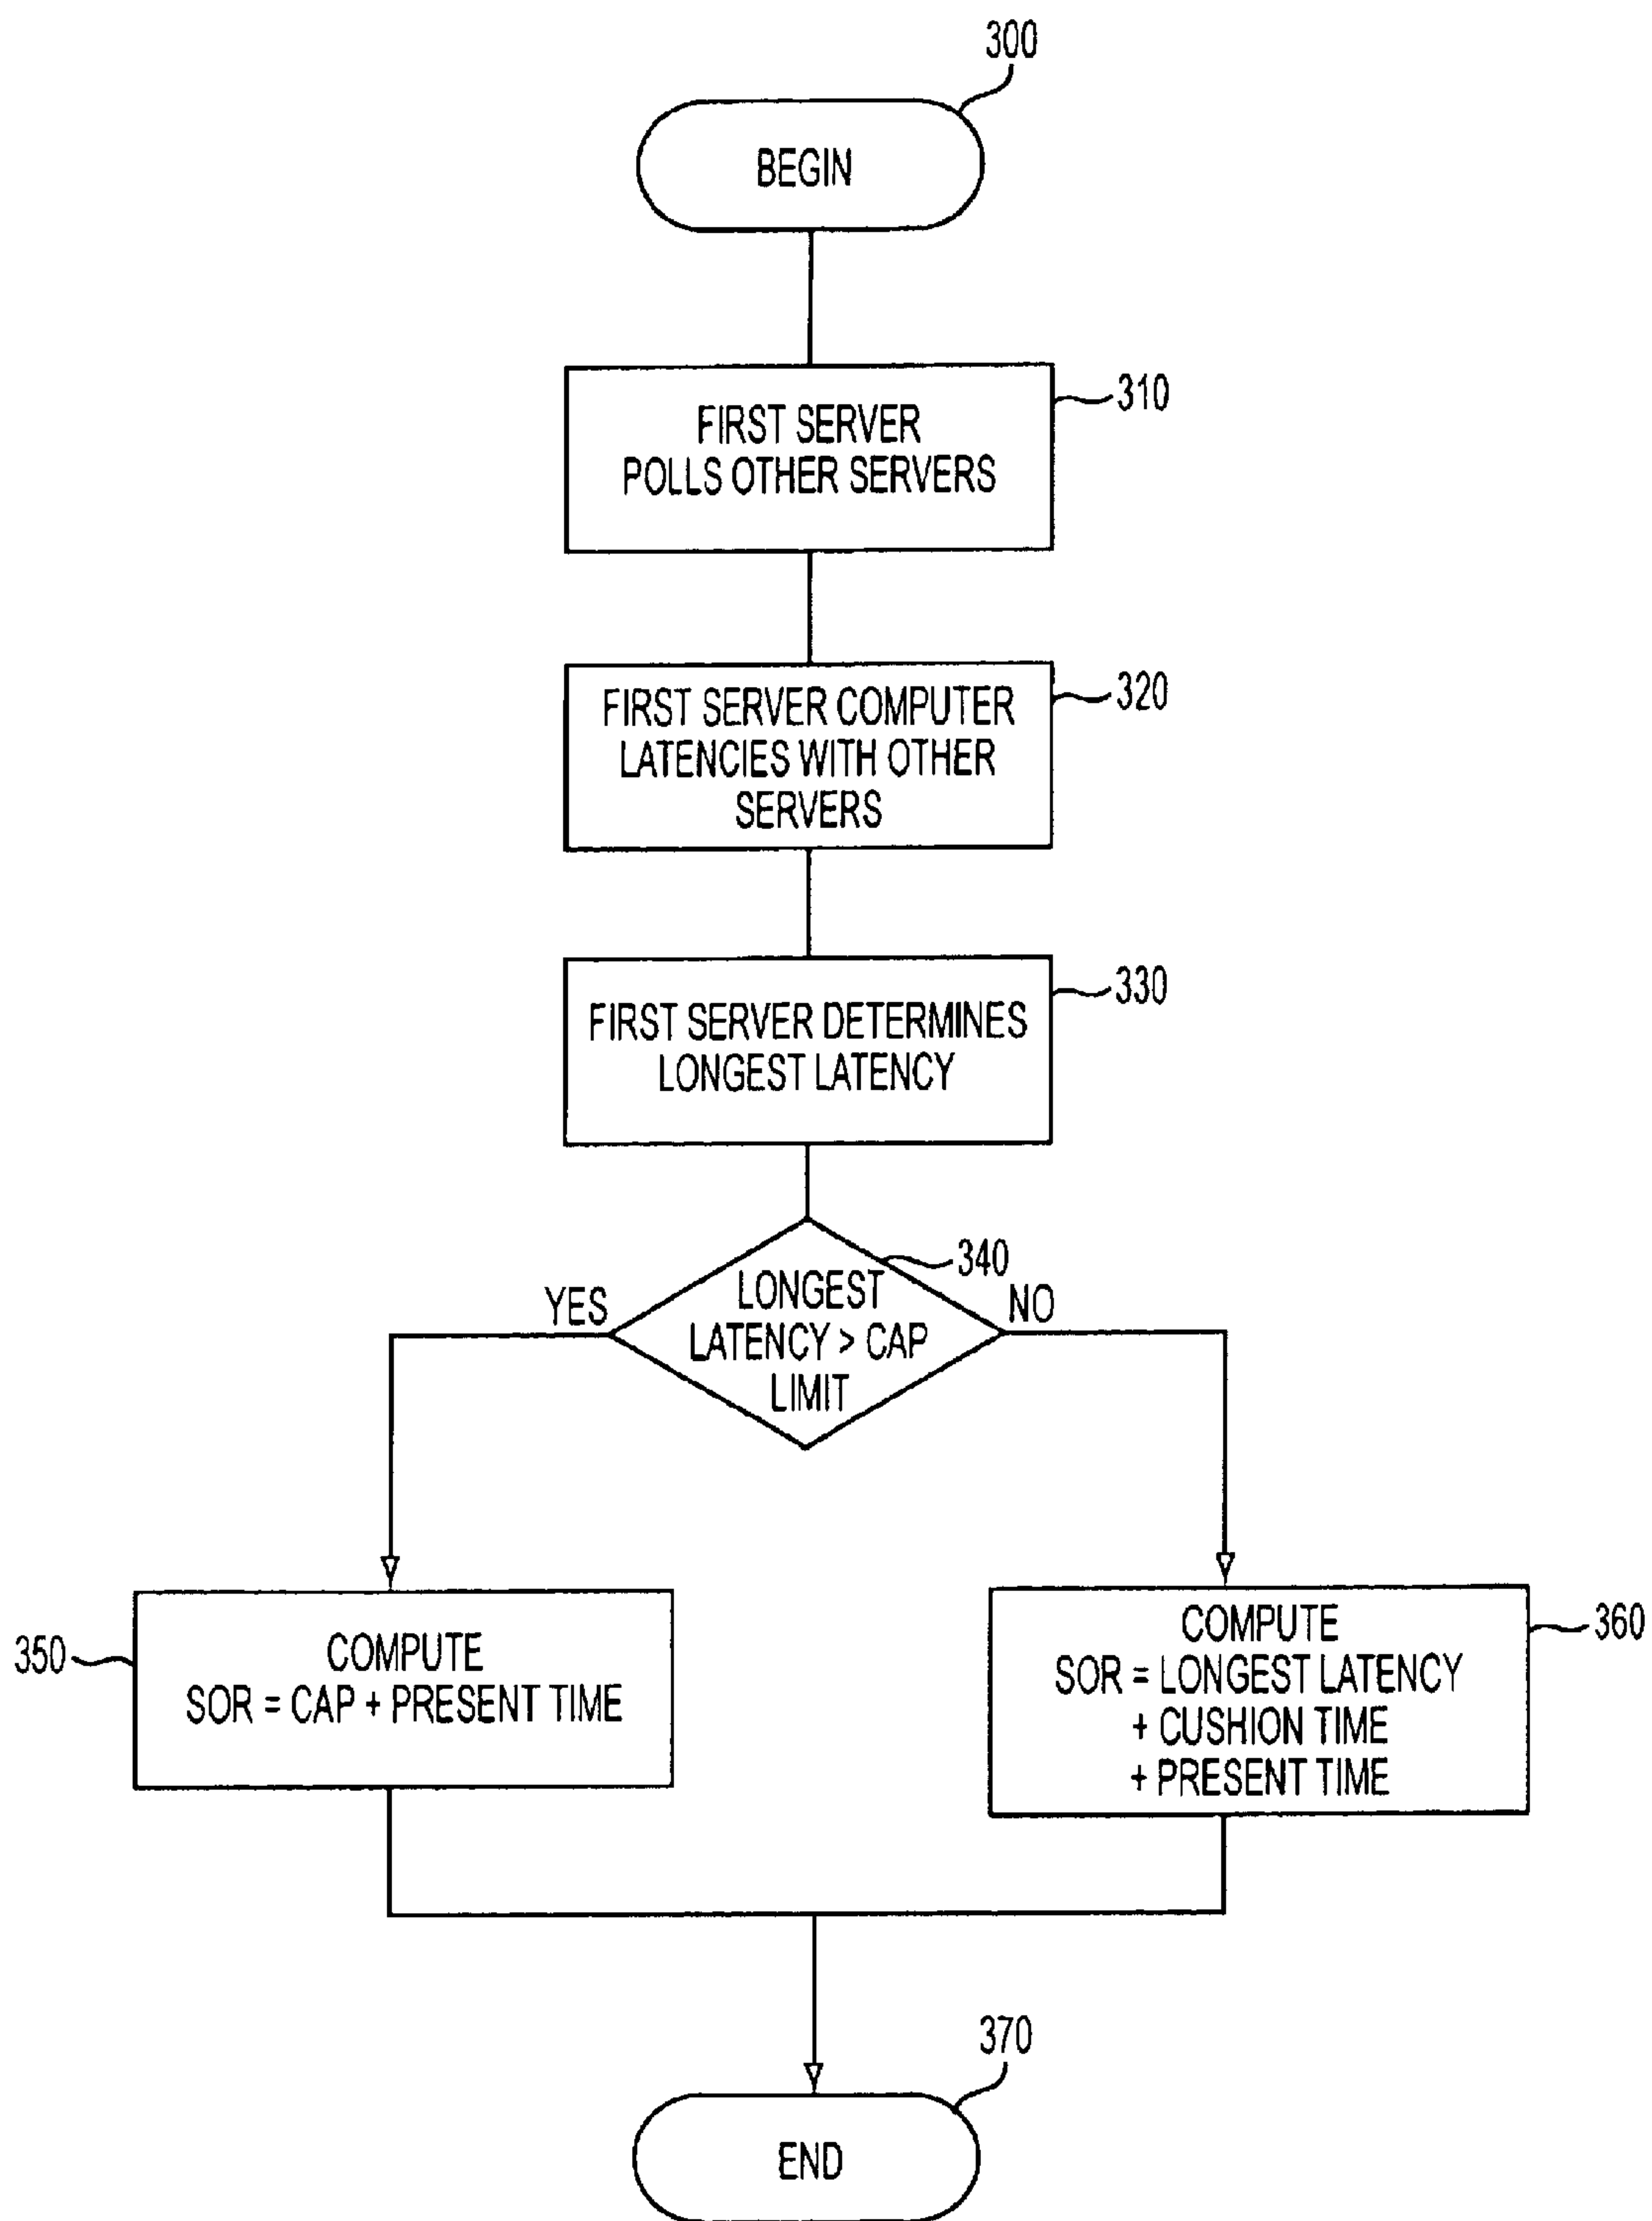 300
BEGIN
310
FIRST SERVER
POLLS OTHER SERVERS
320
FIRST SERVER COMPUTER
LATENCIES WITH OTHER
SERVERS
330
FIRST SERVER DETERMINES
LONGEST LATENCY
340
YES
LONGEST
LATENCY > CAP
LIMIT
NO
350
COMPUTE
SOR = CAP + PRESENT TIME
360
COMPUTE
SOR = LONGEST LATENCY
+ CUSHION TIME
+ PRESENT TIME
370
END